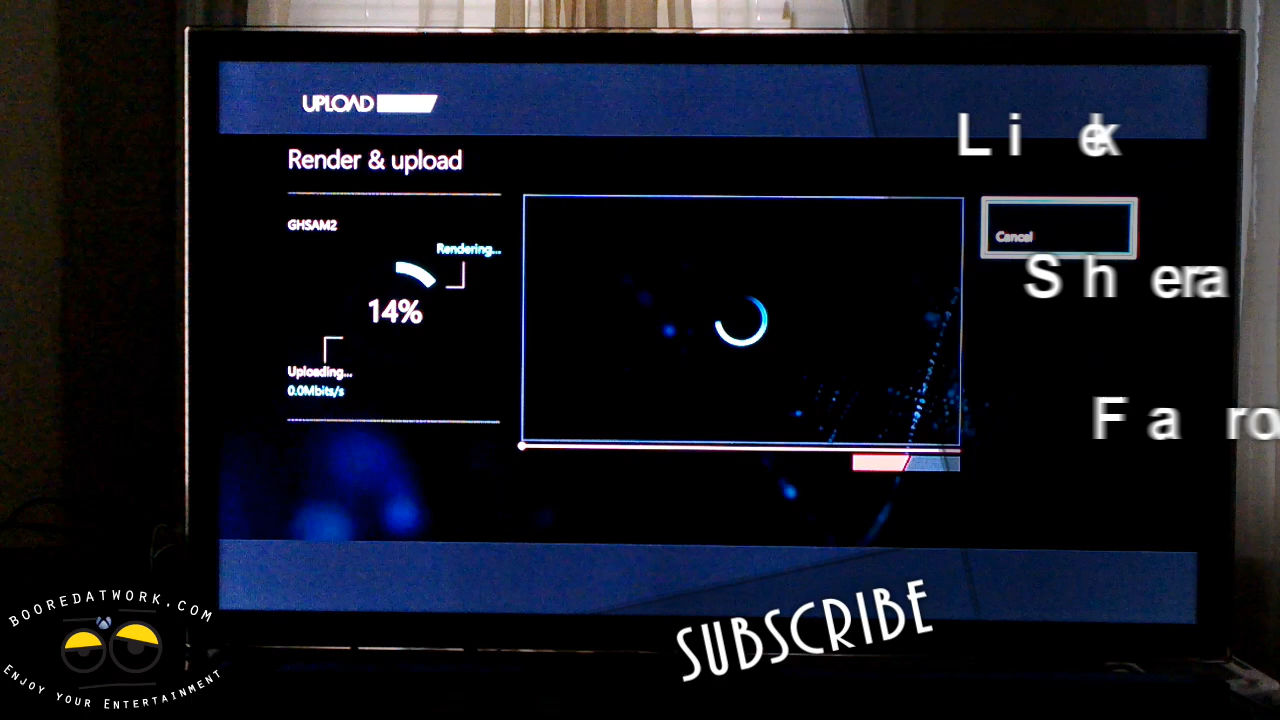 UPLOAD
Render & upload
GHSAM2
Rendering...
14%
Uploading...
0.0Mbits/s
Cancel
SUBSCRIBE
BOOREDATWORK.COM
ENJOY YOUR ENTERTAINMENT